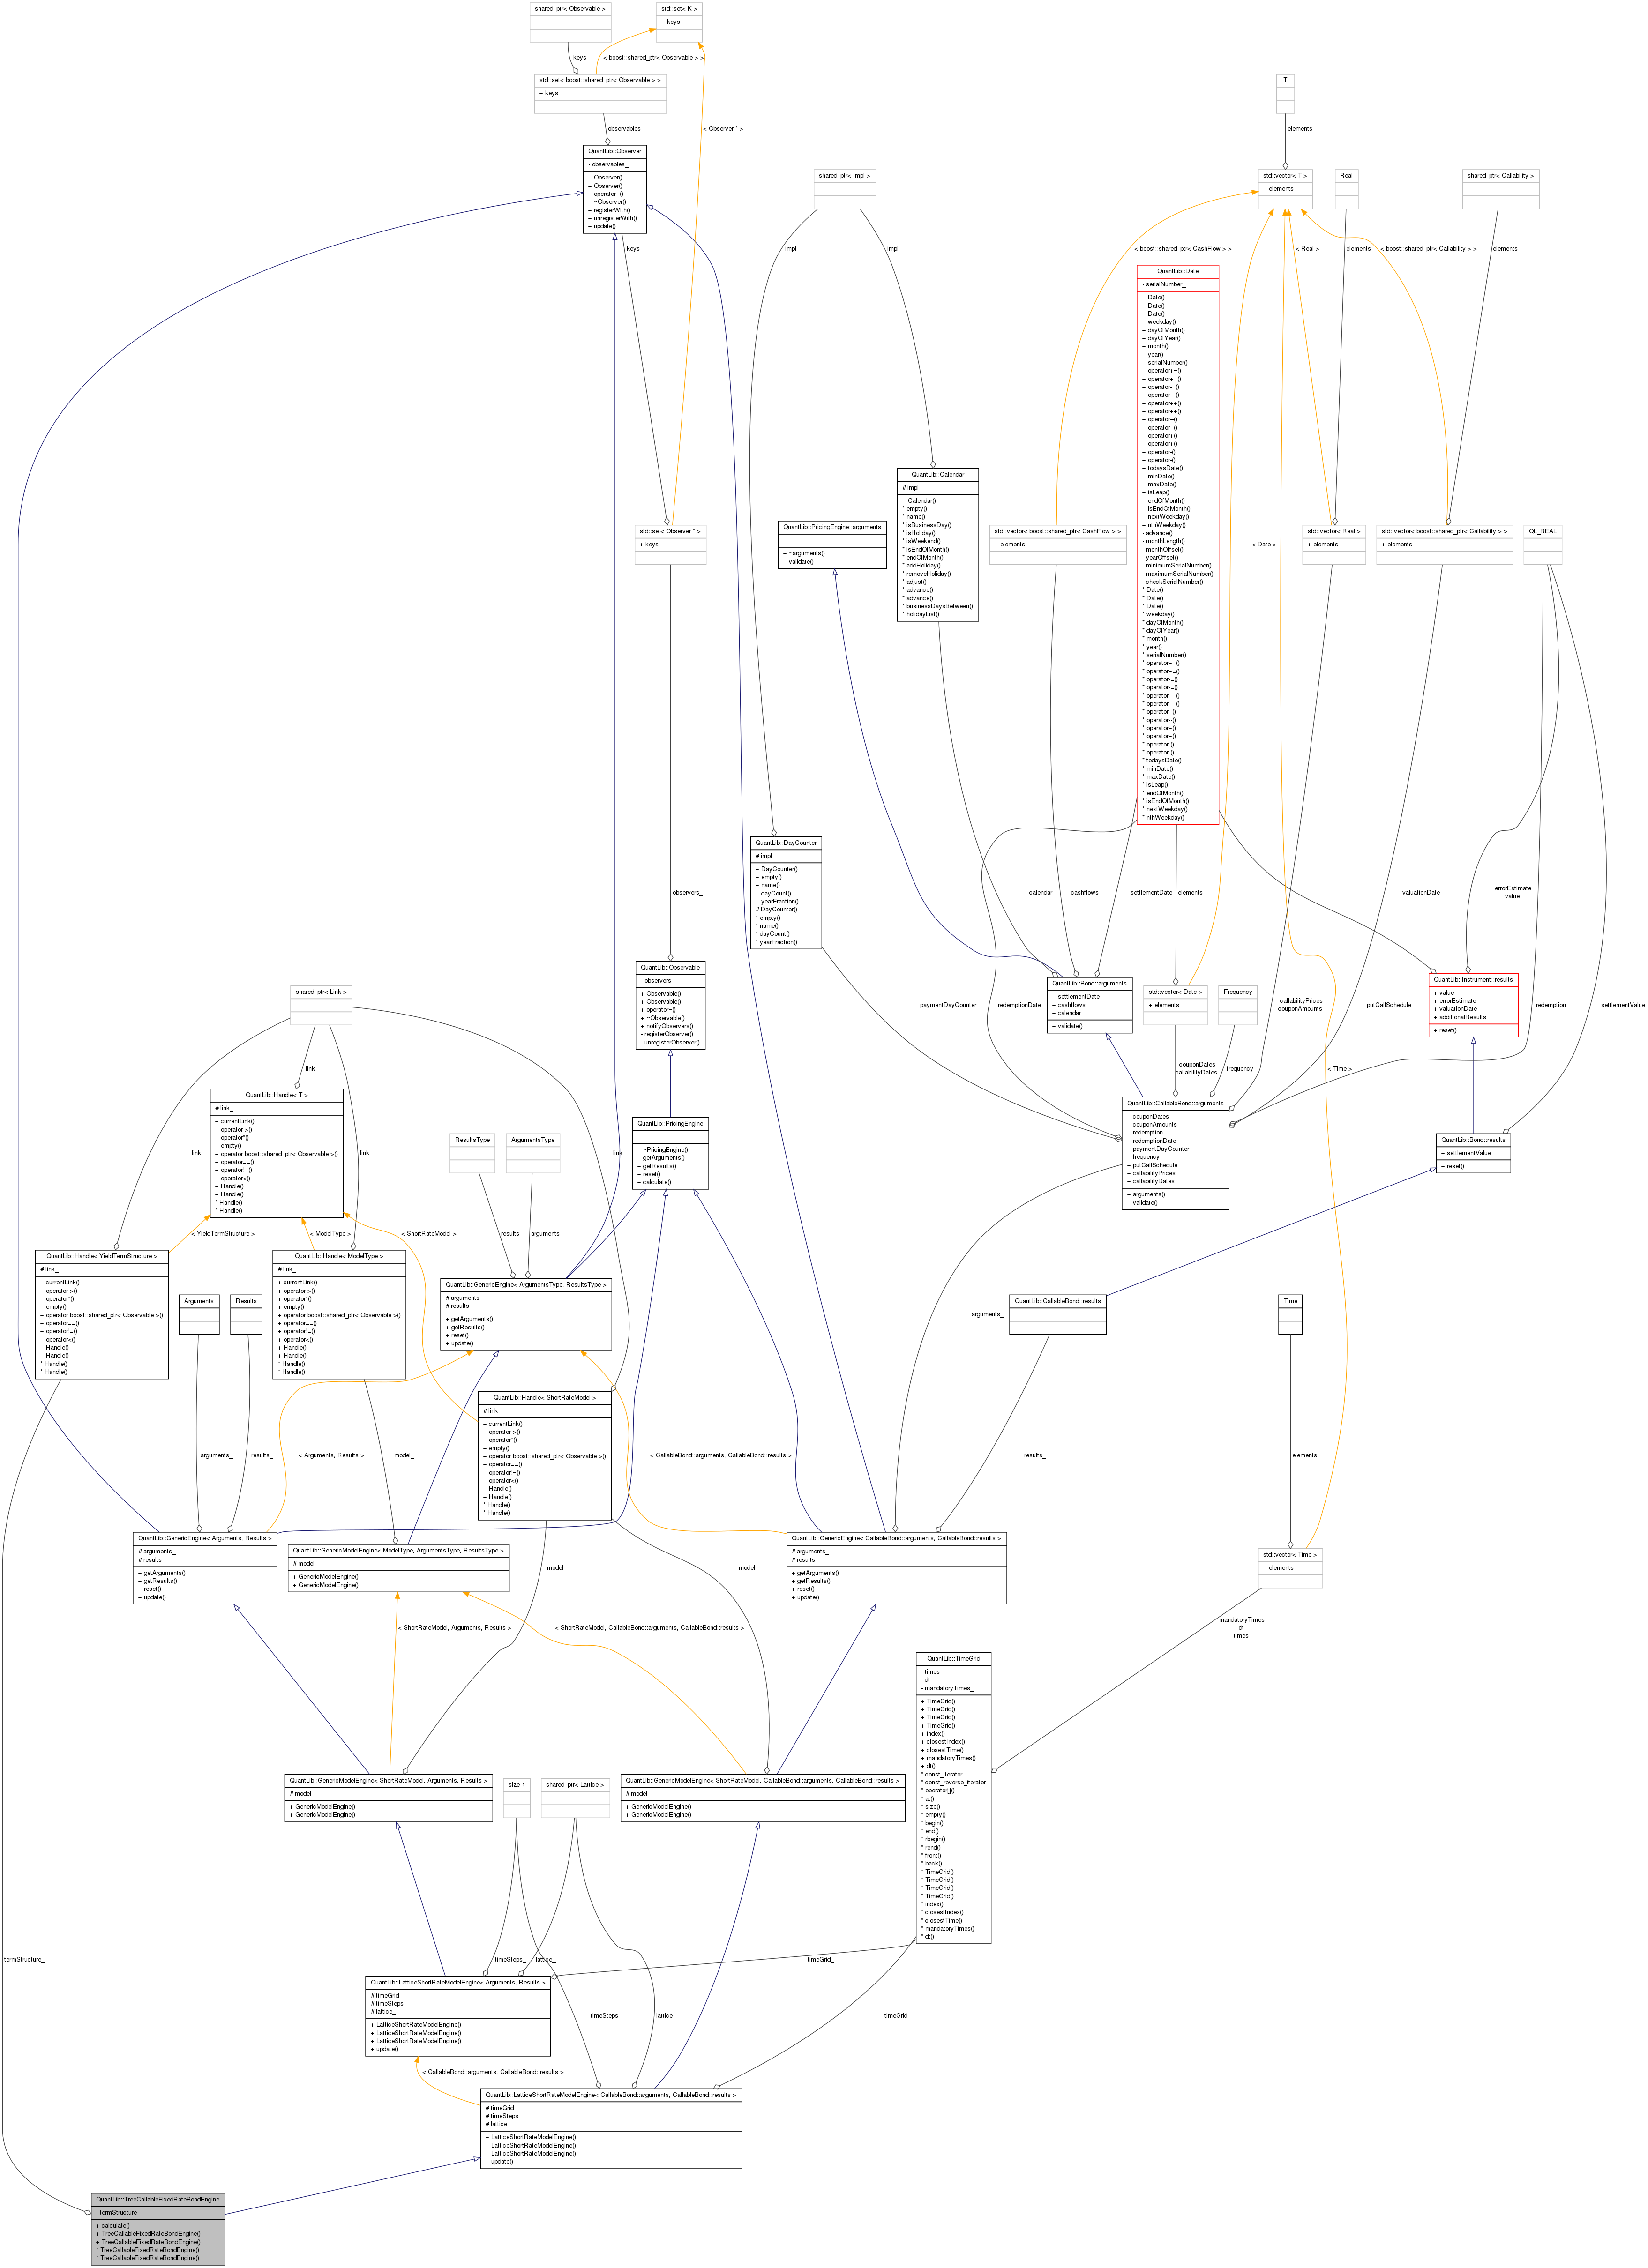 shared_ptr< Observable >
std::set< K >
+ keys
keys
< boost::shared_ptr< Observable > >
std::set< boost::shared_ptr< Observable > >
+ keys
T
observables_
< Observer * >
elements
QuantLib::Observer
- observables_
+ Observer()
+ Observer()
+ operator=()
+ ~Observer()
+ registerWith()
+ unregisterWith()
+ update()
shared_ptr< Impl >
std::vector< T >
+ elements
Real
shared_ptr< Callability >
keys
impl_
impl_
< boost::shared_ptr< CashFlow > >
< Real >
elements
< boost::shared_ptr< Callability > >
elements
QuantLib::Date
- serialNumber_
+ Date()
+ Date()
+ Date()
+ weekday()
+ dayOfMonth()
+ dayOfYear()
+ month()
+ year()
+ serialNumber()
+ operator+=()
+ operator+=()
+ operator-=()
+ operator-=()
+ operator++()
+ operator++()
+ operator--()
+ operator--()
+ operator+()
+ operator+()
+ operator-()
+ operator-()
+ todaysDate()
+ minDate()
+ maxDate()
+ isLeap()
+ endOfMonth()
+ isEndOfMonth()
+ nextWeekday()
+ nthWeekday()
- advance()
- monthLength()
- monthOffset()
- yearOffset()
- minimumSerialNumber()
- maximumSerialNumber()
- checkSerialNumber()
* Date()
* Date()
* Date()
* weekday()
* dayOfMonth()
* dayOfYear()
* month()
* year()
* serialNumber()
* operator+=()
* operator+=()
* operator-=()
* operator-=()
* operator++()
* operator++()
* operator--()
* operator--()
* operator+()
* operator+()
* operator-()
* operator-()
* todaysDate()
* minDate()
* maxDate()
* isLeap()
* endOfMonth()
* isEndOfMonth()
* nextWeekday()
* nthWeekday()
QuantLib::Calendar
# impl_
+ Calendar()
* empty()
* name()
* isBusinessDay()
* isHoliday()
* isWeekend()
* isEndOfMonth()
* endOfMonth()
* addHoliday()
* removeHoliday()
* adjust()
* advance()
* advance()
* businessDaysBetween()
* holidayList()
std::set< Observer * >
+ keys
QuantLib::PricingEngine::arguments
+ ~arguments()
+ validate()
std::vector< boost::shared_ptr< CashFlow > >
+ elements
< Date >
std::vector< Real >
+ elements
std::vector< boost::shared_ptr< Callability > >
+ elements
QL_REAL
QuantLib::DayCounter
# impl_
+ DayCounter()
+ empty()
+ name()
+ dayCount()
+ yearFraction()
# DayCounter()
* empty()
* name()
* dayCount()
* yearFraction()
observers_
calendar
cashflows
settlementDate
elements
valuationDate
errorEstimate
value
QuantLib::Observable
- observers_
+ Observable()
+ Observable()
+ operator=()
+ ~Observable()
+ notifyObservers()
- registerObserver()
- unregisterObserver()
shared_ptr< Link >
paymentDayCounter
redemptionDate
QuantLib::Bond::arguments
+ settlementDate
+ cashflows
+ calendar
+ validate()
std::vector< Date >
+ elements
Frequency
callabilityPrices
couponAmounts
putCallSchedule
QuantLib::Instrument::results
+ value
+ errorEstimate
+ valuationDate
+ additionalResults
+ reset()
redemption
settlementValue
link_
couponDates
callabilityDates
frequency
< Time >
QuantLib::Handle< T >
# link_
+ currentLink()
+ operator->()
+ operator*()
+ empty()
+ operator boost::shared_ptr< Observable >()
+ operator==()
+ operator!=()
+ operator<()
+ Handle()
+ Handle()
* Handle()
* Handle()
QuantLib::CallableBond::arguments
+ couponDates
+ couponAmounts
+ redemption
+ redemptionDate
+ paymentDayCounter
+ frequency
+ putCallSchedule
+ callabilityPrices
+ callabilityDates
+ arguments()
+ validate()
QuantLib::PricingEngine
+ ~PricingEngine()
+ getArguments()
+ getResults()
+ reset()
+ calculate()
QuantLib::Bond::results
+ settlementValue
+ reset()
link_
link_
link_
ResultsType
ArgumentsType
< YieldTermStructure >
< ModelType >
< ShortRateModel >
results_
arguments_
QuantLib::Handle< YieldTermStructure >
# link_
+ currentLink()
+ operator->()
+ operator*()
+ empty()
+ operator boost::shared_ptr< Observable >()
+ operator==()
+ operator!=()
+ operator<()
+ Handle()
+ Handle()
* Handle()
* Handle()
Arguments
Results
QuantLib::Handle< ModelType >
# link_
+ currentLink()
+ operator->()
+ operator*()
+ empty()
+ operator boost::shared_ptr< Observable >()
+ operator==()
+ operator!=()
+ operator<()
+ Handle()
+ Handle()
* Handle()
* Handle()
QuantLib::GenericEngine< ArgumentsType, ResultsType >
# arguments_
# results_
+ getArguments()
+ getResults()
+ reset()
+ update()
arguments_
QuantLib::CallableBond::results
Time
QuantLib::Handle< ShortRateModel >
# link_
+ currentLink()
+ operator->()
+ operator*()
+ empty()
+ operator boost::shared_ptr< Observable >()
+ operator==()
+ operator!=()
+ operator<()
+ Handle()
+ Handle()
* Handle()
* Handle()
arguments_
results_
< Arguments, Results >
model_
< CallableBond::arguments, CallableBond::results >
results_
elements
QuantLib::GenericEngine< Arguments, Results >
# arguments_
# results_
+ getArguments()
+ getResults()
+ reset()
+ update()
QuantLib::GenericModelEngine< ModelType, ArgumentsType, ResultsType >
# model_
+ GenericModelEngine()
+ GenericModelEngine()
model_
model_
QuantLib::GenericEngine< CallableBond::arguments, CallableBond::results >
# arguments_
# results_
+ getArguments()
+ getResults()
+ reset()
+ update()
std::vector< Time >
+ elements
< ShortRateModel, Arguments, Results >
< ShortRateModel, CallableBond::arguments, CallableBond::results >
mandatoryTimes_
dt_
times_
QuantLib::TimeGrid
- times_
- dt_
- mandatoryTimes_
+ TimeGrid()
+ TimeGrid()
+ TimeGrid()
+ TimeGrid()
+ index()
+ closestIndex()
+ closestTime()
+ mandatoryTimes()
+ dt()
* const_iterator
* const_reverse_iterator
* operator[]()
* at()
* size()
* empty()
* begin()
* end()
* rbegin()
* rend()
* front()
* back()
* TimeGrid()
* TimeGrid()
* TimeGrid()
* TimeGrid()
* index()
* closestIndex()
* closestTime()
* mandatoryTimes()
* dt()
QuantLib::GenericModelEngine< ShortRateModel, Arguments, Results >
# model_
+ GenericModelEngine()
+ GenericModelEngine()
size_t
shared_ptr< Lattice >
QuantLib::GenericModelEngine< ShortRateModel, CallableBond::arguments, CallableBond::results >
# model_
+ GenericModelEngine()
+ GenericModelEngine()
termStructure_
timeSteps_
lattice_
timeGrid_
QuantLib::LatticeShortRateModelEngine< Arguments, Results >
# timeGrid_
# timeSteps_
# lattice_
+ LatticeShortRateModelEngine()
+ LatticeShortRateModelEngine()
+ LatticeShortRateModelEngine()
+ update()
timeSteps_
lattice_
timeGrid_
< CallableBond::arguments, CallableBond::results >
QuantLib::LatticeShortRateModelEngine< CallableBond::arguments, CallableBond::results >
# timeGrid_
# timeSteps_
# lattice_
+ LatticeShortRateModelEngine()
+ LatticeShortRateModelEngine()
+ LatticeShortRateModelEngine()
+ update()
QuantLib::TreeCallableFixedRateBondEngine
- termStructure_
+ calculate()
+ TreeCallableFixedRateBondEngine()
+ TreeCallableFixedRateBondEngine()
* TreeCallableFixedRateBondEngine()
* TreeCallableFixedRateBondEngine()